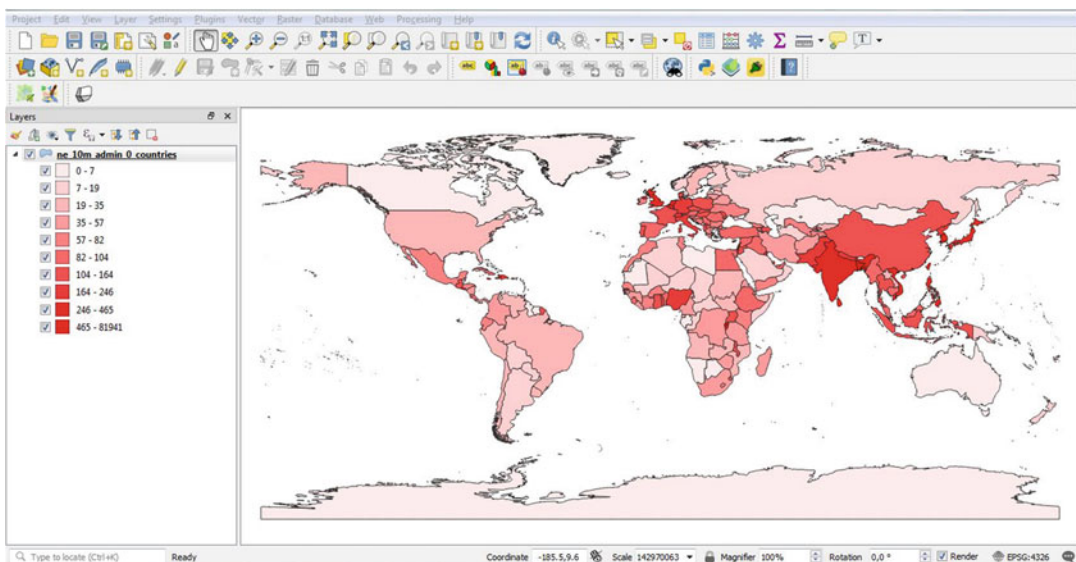 Project Edit View Layer Settings Plugins Vector Raster Database Web Processing Help
Layers
ne_10m_admin_0_countries
0 - 7
7 - 19
19 - 35
35 - 57
57 - 82
82 - 104
104 - 164
164 - 246
246 - 465
465 - 81941
Type to locate (Ctrl+K) Ready Coordinate -185.5,9.6 Scale 142970063 Magnifier 100% Rotation 0,0 ° Render EPSG:4326